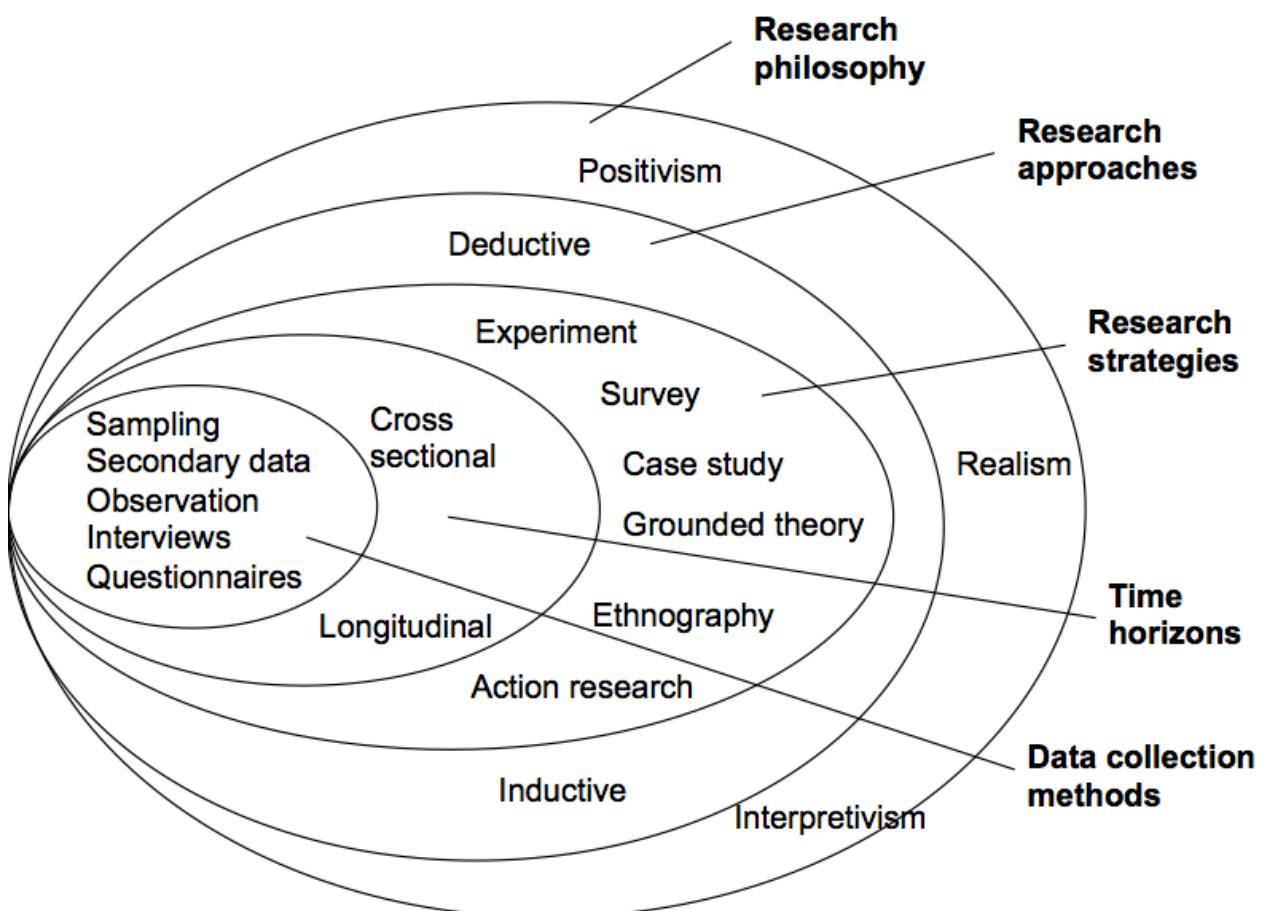 Research
philosophy
Research
approaches
Positivism
Deductive
Research
strategies
Experiment
Survey
Cross
sectional
Sampling
Secondary data
Observation
Interviews
Questionnaires
Case study
Realism
Grounded theory
Time
horizons
Ethnography
Longitudinal
Action research
Data collection
methods
Inductive
Interpretivism